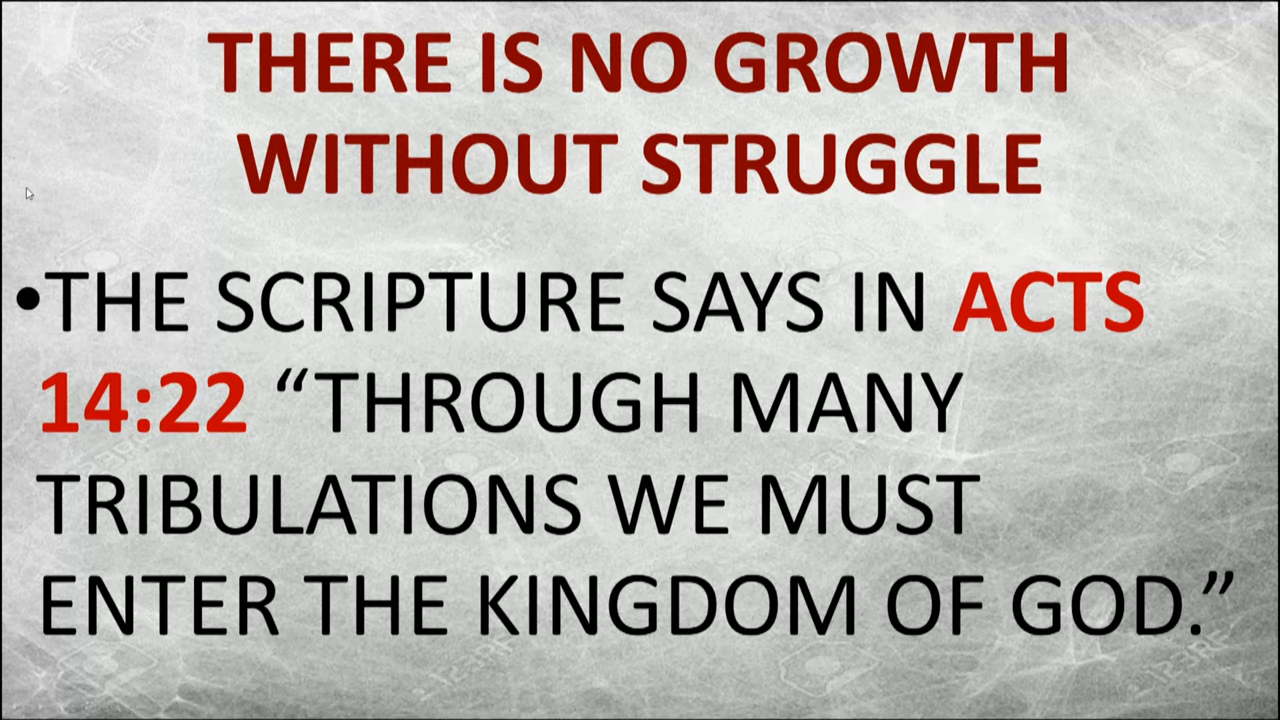 THERE IS NO GROWTH
WITHOUT STRUGGLE
•THE SCRIPTURE SAYS IN ACTS
14:22 “THROUGH MANY
TRIBULATIONS WE MUST
ENTER THE KINGDOM OF GOD.”